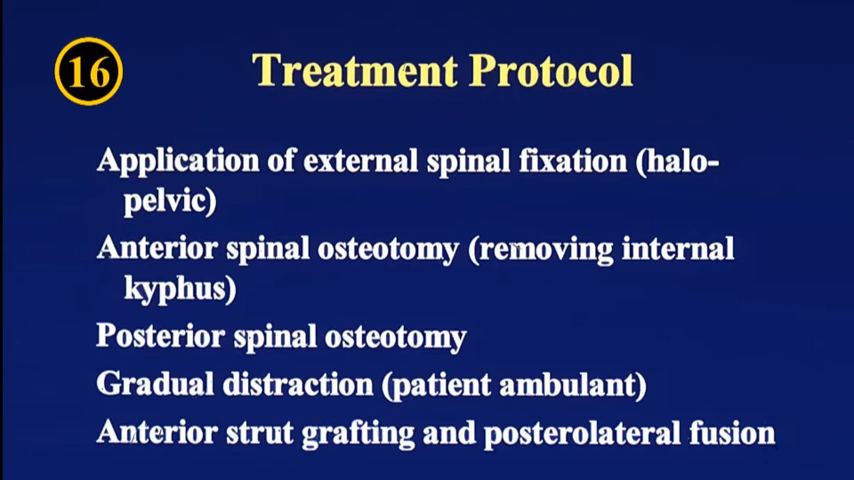 16
Treatment Protocol
Application of external spinal fixation (halo-
pelvic)
Anterior spinal osteotomy (removing internal
kyphus)
Posterior spinal osteotomy
Gradual distraction (patient ambulant)
Anterior strut grafting and posterolateral fusion